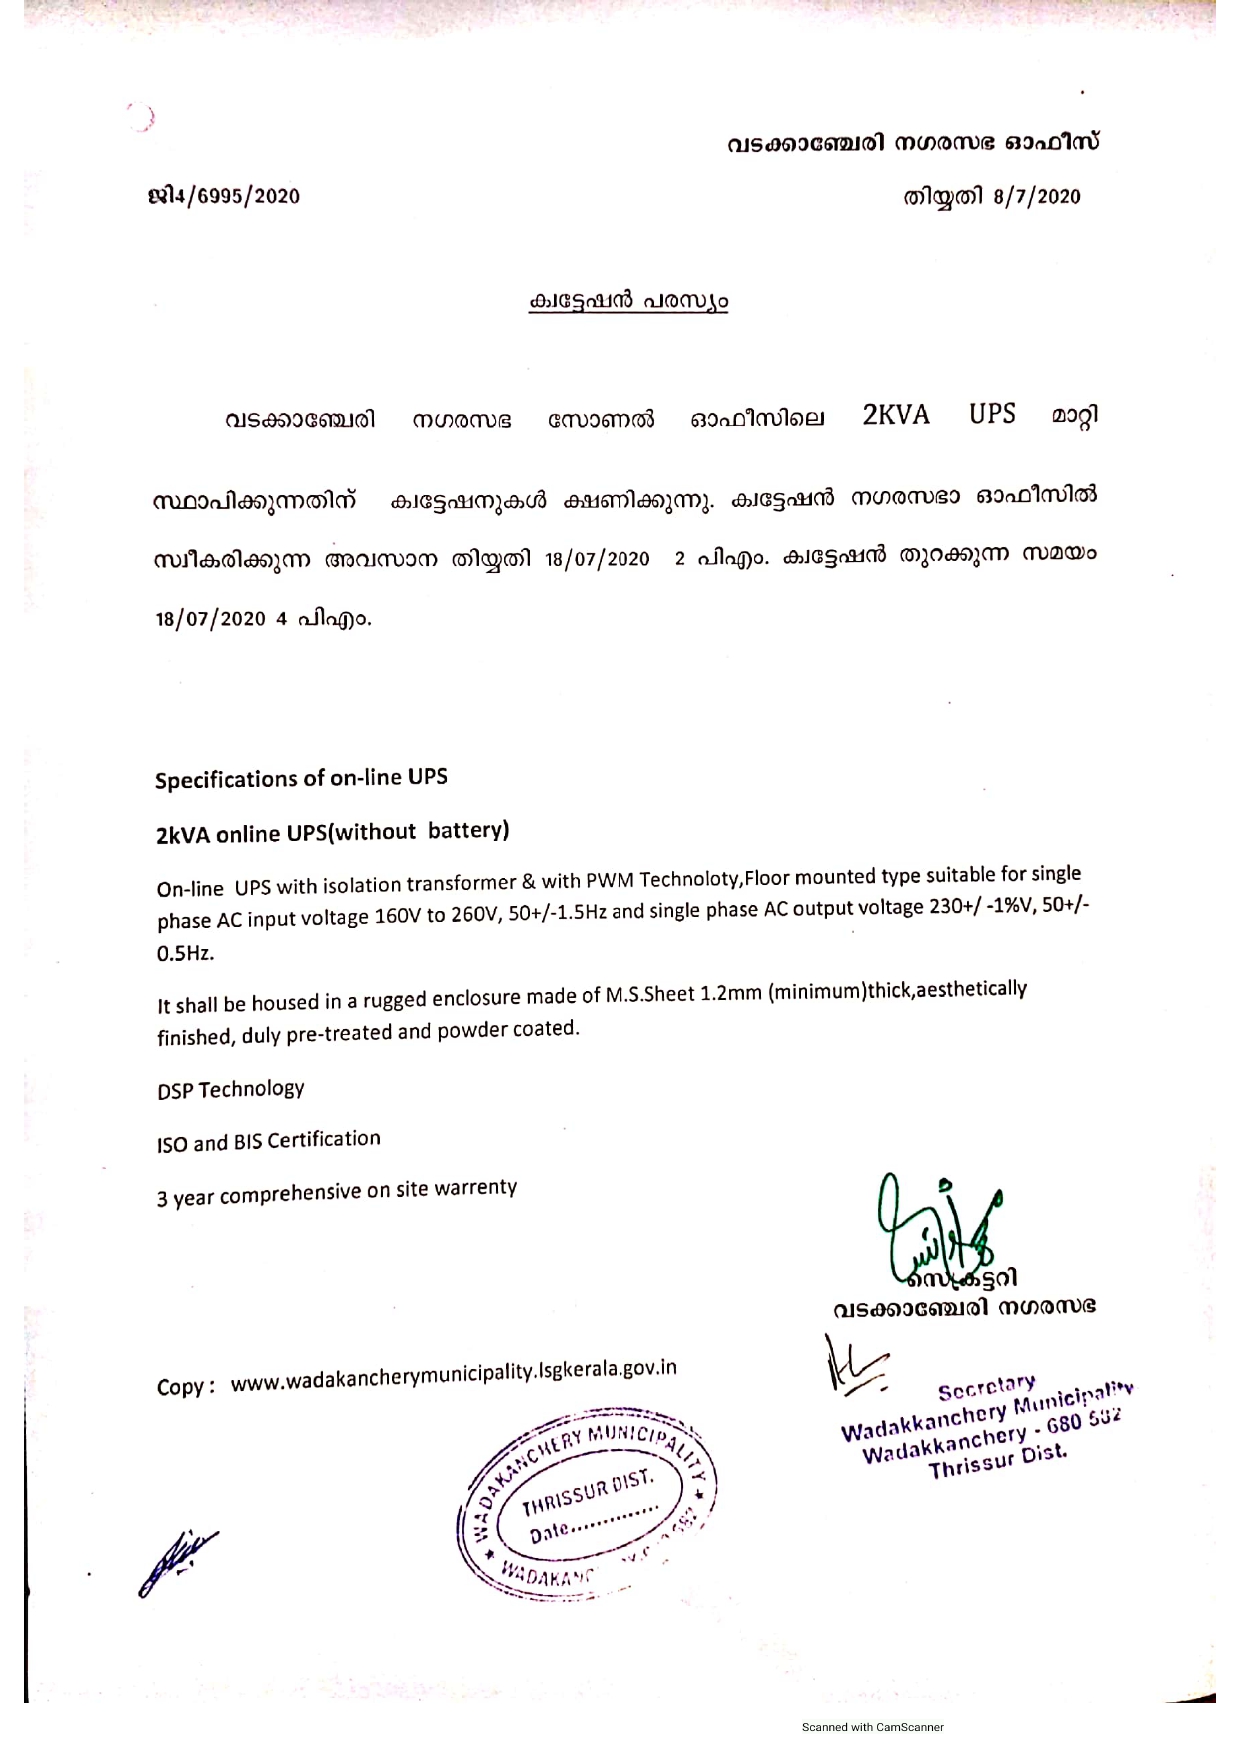 വടക്കാഞ്ചേരി നഗരസഭ ഓഫീസ്
ജി4/6995/2020 തിയ്യതി 8/7/2020
ക്വട്ടേഷൻ പരസ്യം
വടക്കാഞ്ചേരി നഗരസഭ സോണൽ ഓഫീസിലെ 2KVA UPS മാറ്റി
സ്ഥാപിക്കുന്നതിന് ക്വട്ടേഷനുകൾ ക്ഷണിക്കുന്നു. ക്വട്ടേഷൻ നഗരസഭാ ഓഫീസിൽ
സ്വീകരിക്കുന്ന അവസാന തിയ്യതി 18/07/2020 2 പിഎം. ക്വട്ടേഷൻ തുറക്കുന്ന സമയം
18/07/2020 4 പിഎം.
Specifications of on-line UPS
2kVA online UPS(without battery)
On-line UPS with isolation transformer & with PWM Technoloty,Floor mounted type suitable for single
phase AC input voltage 160V to 260V, 50+/-1.5Hz and single phase AC output voltage 230+/ -1%V, 50+/-
0.5Hz.
It shall be housed in a rugged enclosure made of M.S.Sheet 1.2mm (minimum)thick,aesthetically
finished, duly pre-treated and powder coated.
DSP Technology
ISO and BIS Certification
3 year comprehensive on site warrenty
സെക്രട്ടറി
വടക്കാഞ്ചേരി നഗരസഭ
Copy : www.wadakancherymunicipality.lsgkerala.gov.in
Secretary
Wadakkanchery Municipality
Wadakkanchery - 680 582
Thrissur Dist.
WADAKANCHERY MUNICIPALITY
THRISSUR DIST.
Date..............
Scanned with CamScanner